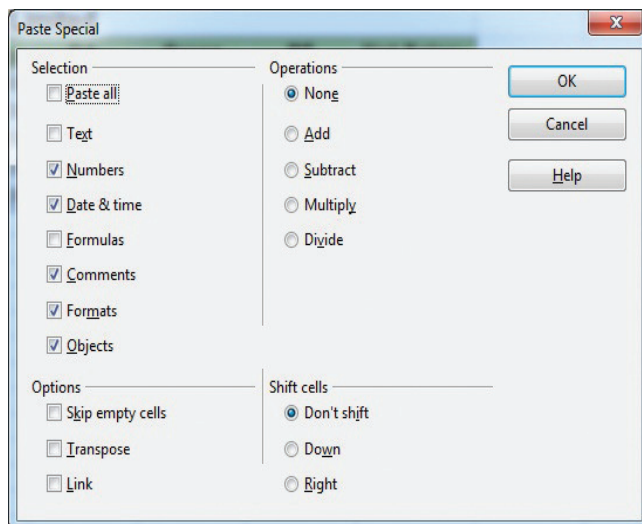 Paste Special
X
Selection
Paste all
Text
Numbers
Date & time
Formulas
Comments
Formats
Objects
Operations
None
Add
Subtract
Multiply
Divide
OK
Cancel
Help
Options
Skip empty cells
Transpose
Link
Shift cells
Don't shift
Down
Right